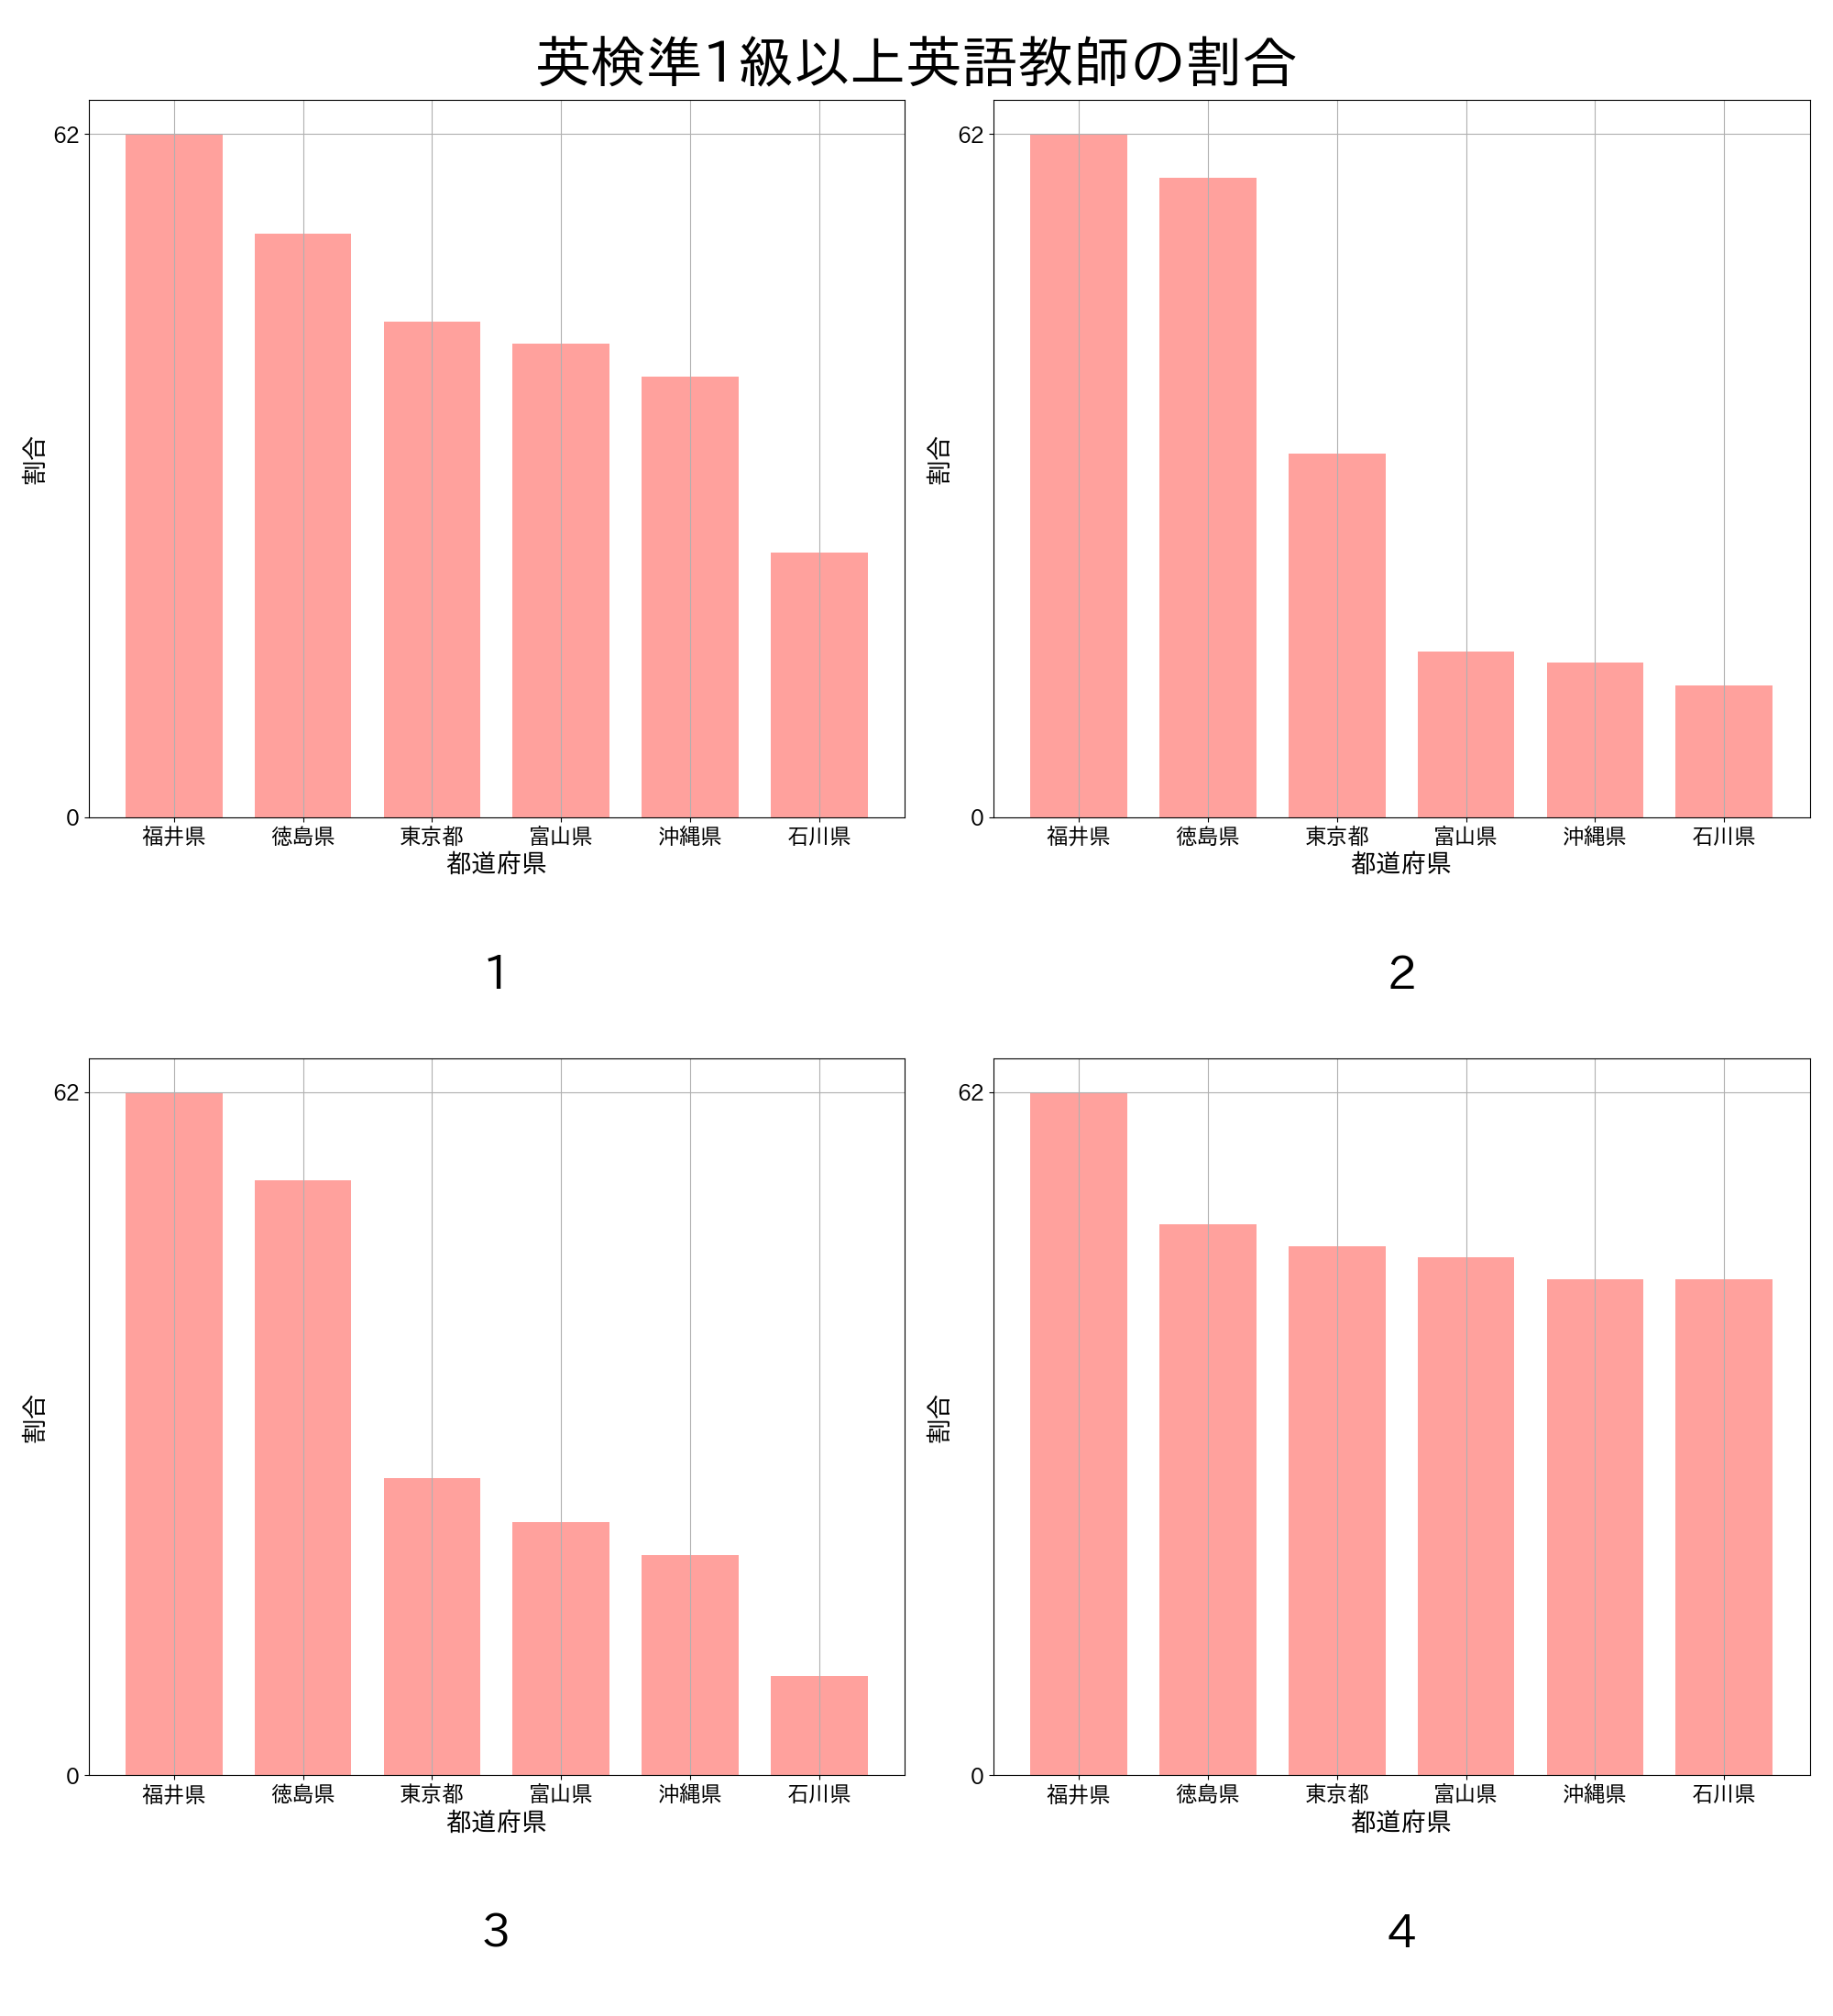 英検準1級以上英語教師の割合
62
0
割合
福井県 徳島県 東京都 富山県 沖縄県 石川県
都道府県
1
62
0
割合
福井県 徳島県 東京都 富山県 沖縄県 石川県
都道府県
2
62
0
割合
福井県 徳島県 東京都 富山県 沖縄県 石川県
都道府県
3
62
0
割合
福井県 徳島県 東京都 富山県 沖縄県 石川県
都道府県
4